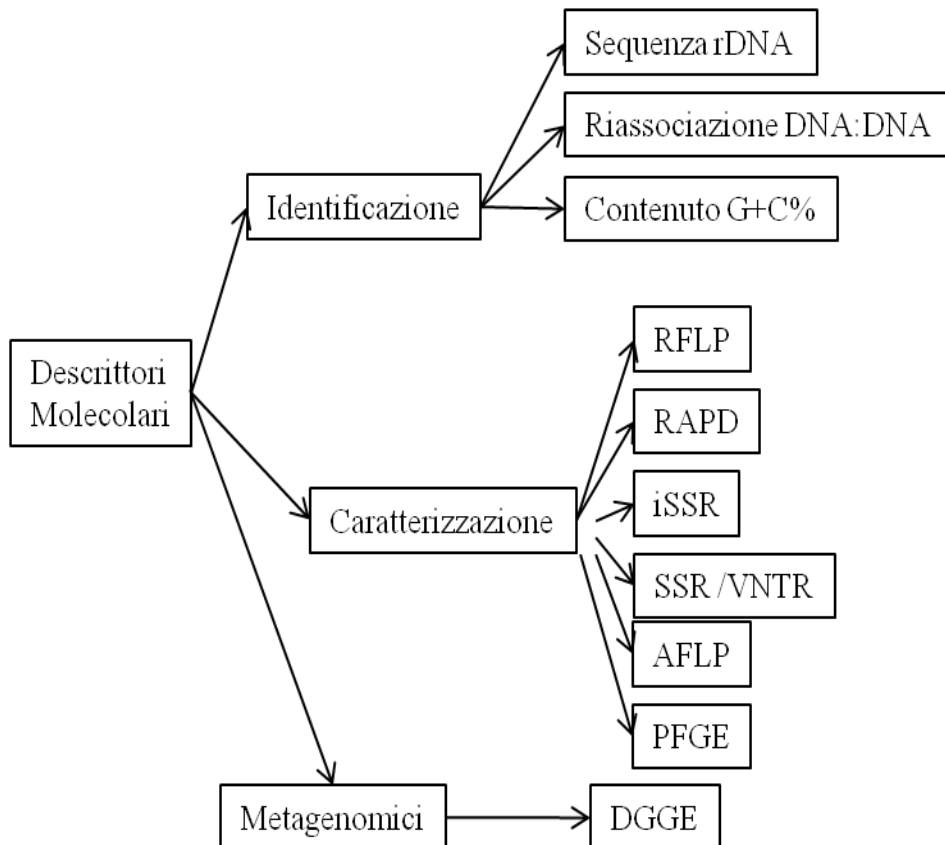 Sequenza rDNA
Riassociazione DNA:DNA
Identificazione
Contenuto G+C%
Descrittori
Molecolari
RFLP
RAPD
iSSR
Caratterizzazione
SSR /VNTR
AFLP
PFGE
Metagenomici
DGGE